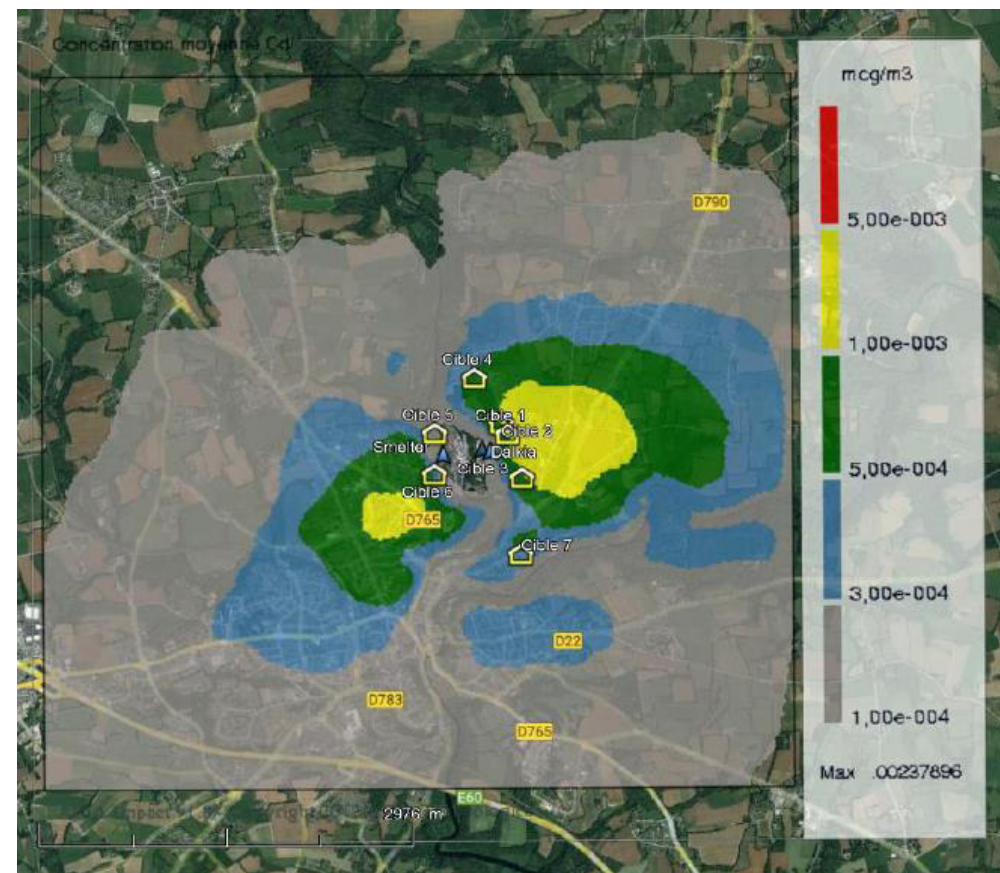 Concentration moyenne Cd
mcg/m3
D790
5,00e-003
1,00e-003
Cible 4
Cible 5
Cible 1
Cible 2
Smelter
Dalkia
Cible 3
5,00e-004
Cible 6
D765
Cible 7
3,00e-004
D22
D783
1,00e-004
D765
Max .00237896
E60
2976 m